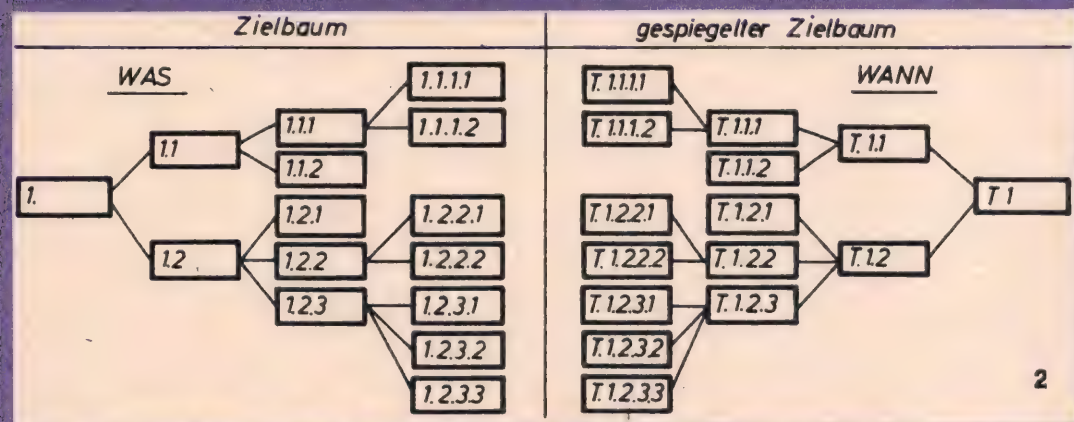 Zielbaum
WAS
1.
1.1
1.2
1.1.1
1.1.2
1.2.1
1.2.2
1.2.3
1.1.1.1
1.1.1.2
1.2.2.1
1.2.2.2
1.2.3.1
1.2.3.2
1.2.3.3
gespiegelter Zielbaum
WANN
T. 1.1.1.1
T. 1.1.1.2
T. 1.2.2.1
T. 1.2.2.2
T. 1.2.3.1
T. 1.2.3.2
T. 1.2.3.3
T. 1.1.1
T. 1.1.2
T. 1.2.1
T. 1.2.2
T. 1.2.3
T. 1.1
T. 1.2
T 1
2